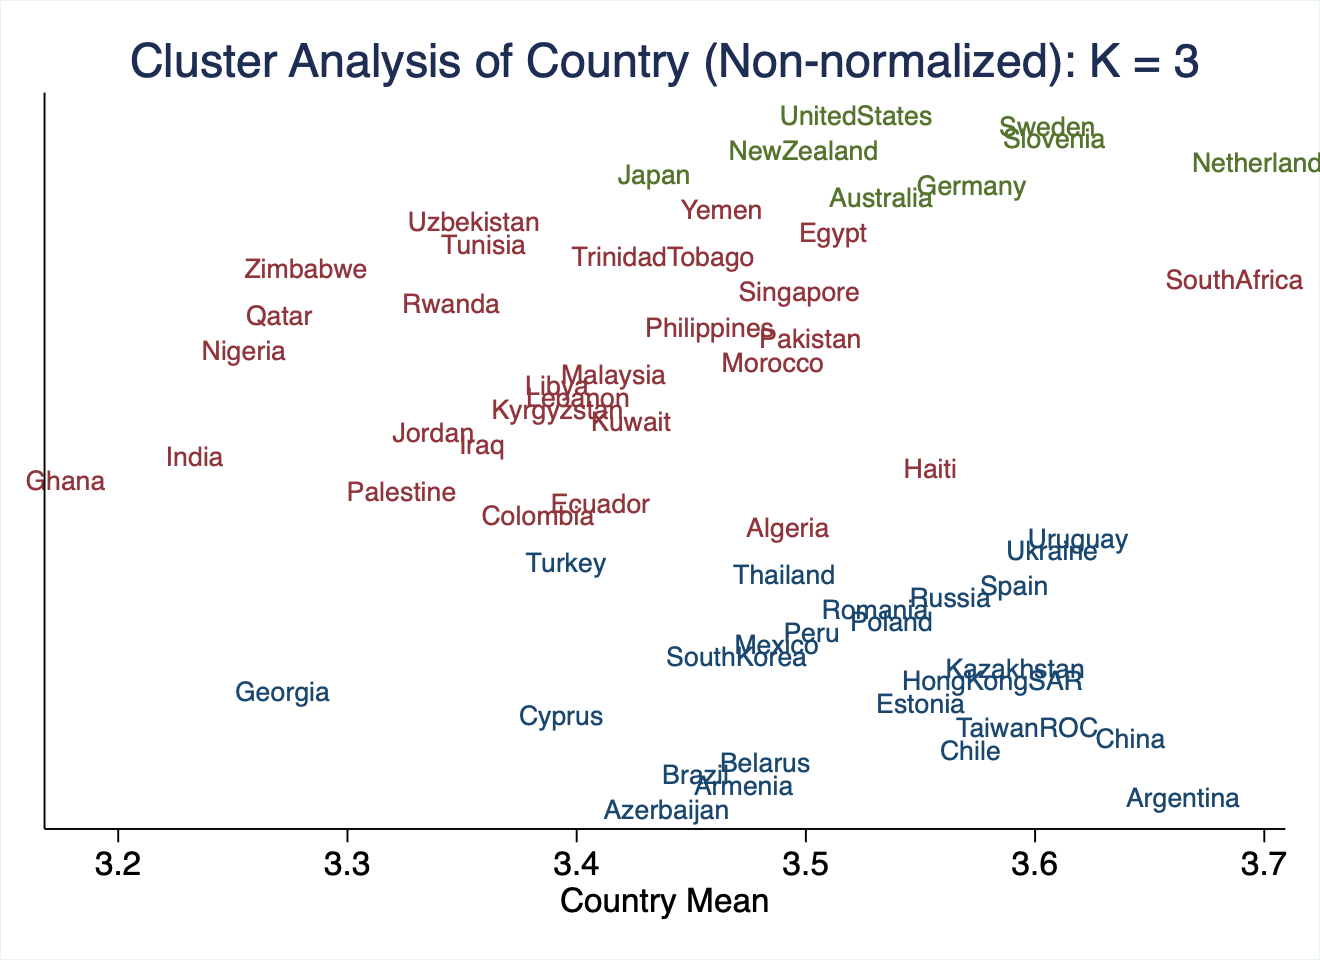 Cluster Analysis of Country (Non-normalized): K = 3
UnitedStates
Sweden
Slovenia
NewZealand
Netherland
Japan
Germany
Australia
Yemen
Uzbekistan
Egypt
Tunisia
TrinidadTobago
Zimbabwe
SouthAfrica
Singapore
Rwanda
Qatar
Philippines
Pakistan
Nigeria
Morocco
Malaysia
Libya
Lebanon
Kyrgyzstan
Kuwait
Jordan
Iraq
India
Haiti
Ghana
Palestine
Ecuador
Colombia
Algeria
Uruguay
Ukraine
Turkey
Thailand
Spain
Russia
Romania
Poland
Peru
Mexico
SouthKorea
Kazakhstan
HongKongSAR
Georgia
Estonia
Cyprus
TaiwanROC
China
Chile
Belarus
Brazil
Armenia
Argentina
Azerbaijan
3.2 3.3 3.4 3.5 3.6 3.7
Country Mean